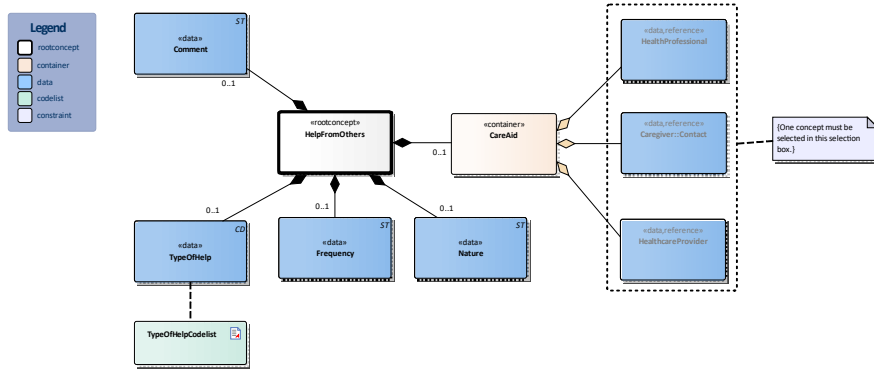 Legend
rootconcept
container
data
codelist
constraint
ST
«data»
Comment
0..1
«rootconcept»
HelpFromOthers
«container»
CareAid
0..1
«data,reference»
HealthProfessional
«data,reference»
Caregiver::Contact
«data,reference»
HealthcareProvider
{One concept must be
selected in this selection
box.}
0..1
0..1
0..1
CD
«data»
TypeOfHelp
ST
«data»
Frequency
ST
«data»
Nature
TypeOfHelpCodelist